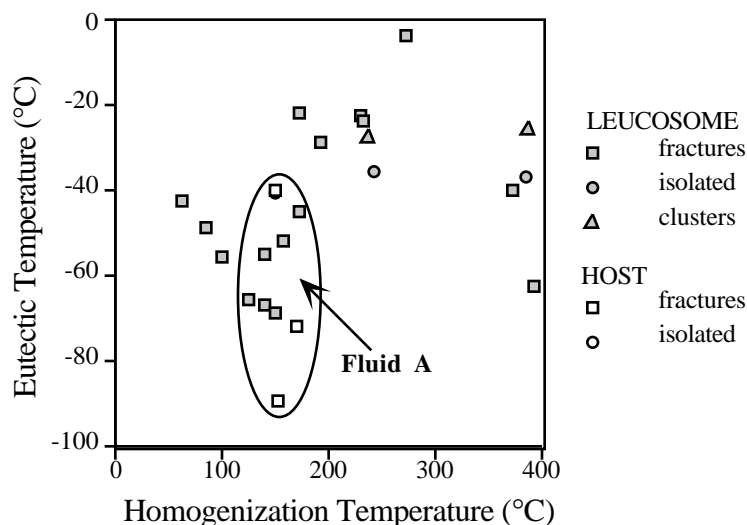 0
-20
-40
-60
-80
-100
0
100
200
300
400
Eutectic Temperature (°C)
Homogenization Temperature (°C)
Fluid A
LEUCOSOME
fractures
isolated
clusters
HOST
fractures
isolated